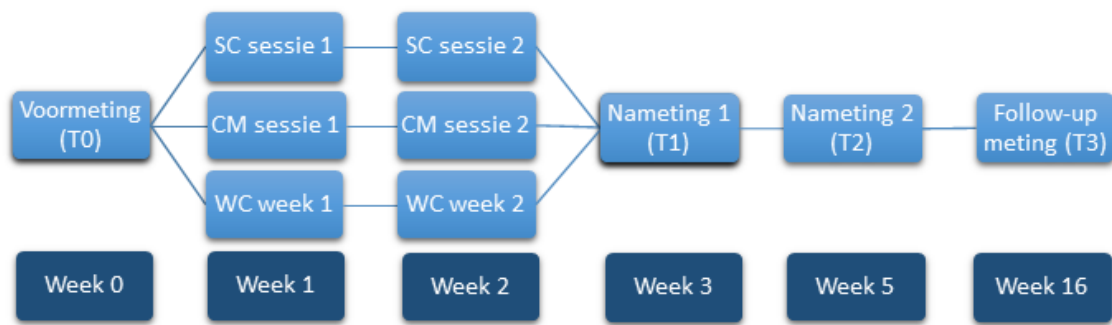 SC sessie 1
SC sessie 2
Voormeting
(T0)
CM sessie 1
CM sessie 2
Nameting 1
(T1)
Nameting 2
(T2)
Follow-up
meting (T3)
WC week 1
WC week 2
Week 0
Week 1
Week 2
Week 3
Week 5
Week 16